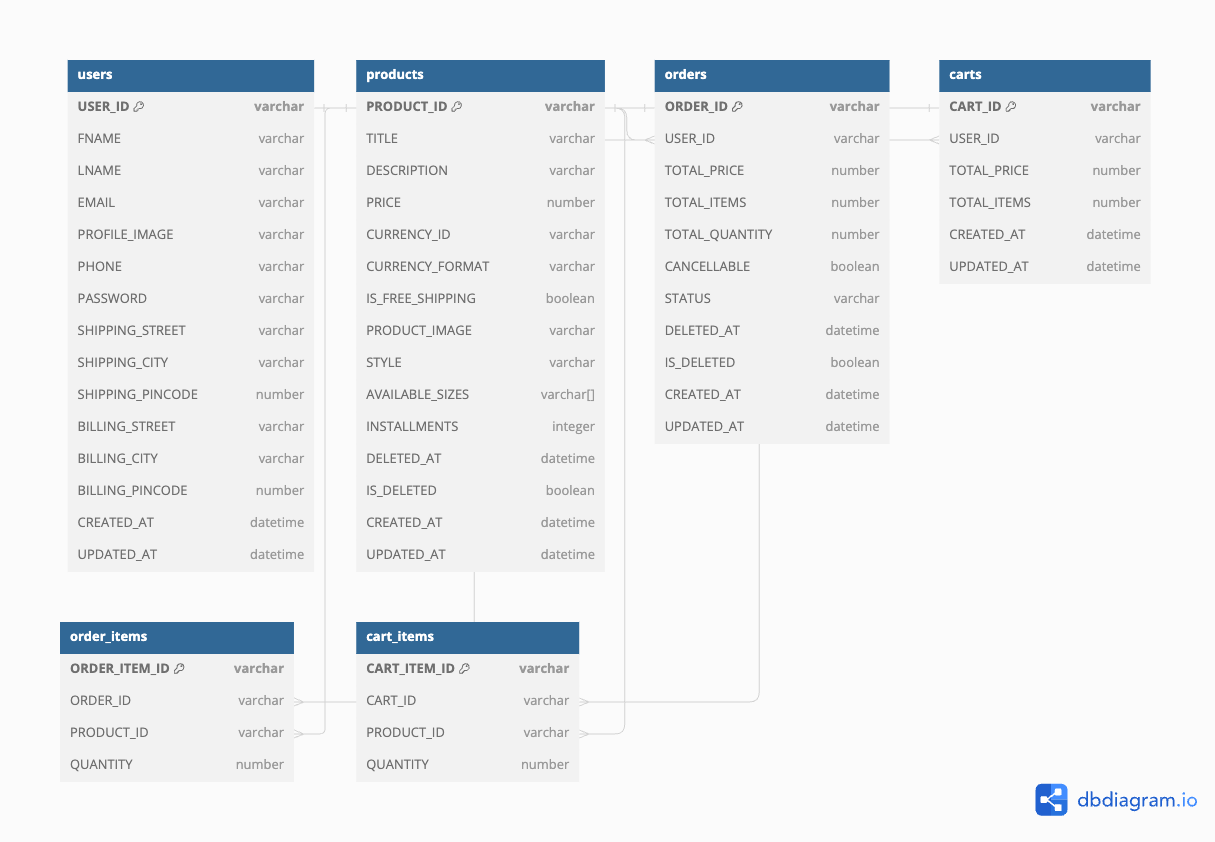 users
USER_ID varchar
FNAME varchar
LNAME varchar
EMAIL varchar
PROFILE_IMAGE varchar
PHONE varchar
PASSWORD varchar
SHIPPING_STREET varchar
SHIPPING_CITY varchar
SHIPPING_PINCODE number
BILLING_STREET varchar
BILLING_CITY varchar
BILLING_PINCODE number
CREATED_AT datetime
UPDATED_AT datetime
products
PRODUCT_ID varchar
TITLE varchar
DESCRIPTION varchar
PRICE number
CURRENCY_ID varchar
CURRENCY_FORMAT varchar
IS_FREE_SHIPPING boolean
PRODUCT_IMAGE varchar
STYLE varchar
AVAILABLE_SIZES varchar[]
INSTALLMENTS integer
DELETED_AT datetime
IS_DELETED boolean
CREATED_AT datetime
UPDATED_AT datetime
orders
ORDER_ID varchar
USER_ID varchar
TOTAL_PRICE number
TOTAL_ITEMS number
TOTAL_QUANTITY number
CANCELLABLE boolean
STATUS varchar
DELETED_AT datetime
IS_DELETED boolean
CREATED_AT datetime
UPDATED_AT datetime
carts
CART_ID varchar
USER_ID varchar
TOTAL_PRICE number
TOTAL_ITEMS number
CREATED_AT datetime
UPDATED_AT datetime
order_items
ORDER_ITEM_ID varchar
ORDER_ID varchar
PRODUCT_ID varchar
QUANTITY number
cart_items
CART_ITEM_ID varchar
CART_ID varchar
PRODUCT_ID varchar
QUANTITY number
dbdiagram.io